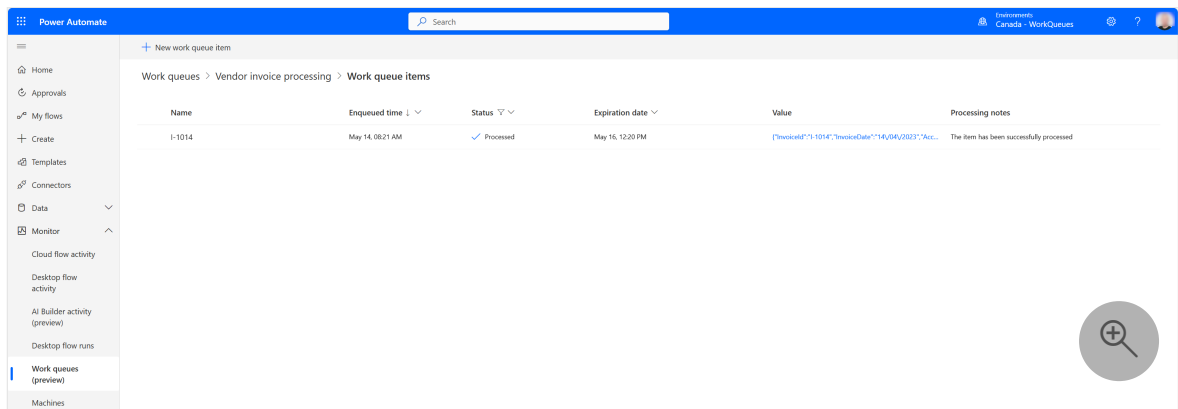 Power Automate
Search
Environments
Canada - WorkQueues
?
New work queue item
Home
Work queues > Vendor invoice processing > Work queue items
Approvals
My flows
Create
Templates
Connectors
Data
Monitor
Cloud flow activity
Desktop flow
activity
AI Builder activity
(preview)
Desktop flow runs
Work queues
(preview)
Machines
Name Enqueued time ↓ Status Expiration date Value Processing notes
I-1014 May 14, 08:21 AM Processed May 16, 12:20 PM {"InvoiceId":"I-1014","InvoiceDate":"14\/04\/2023","Acc... The item has been successfully processed